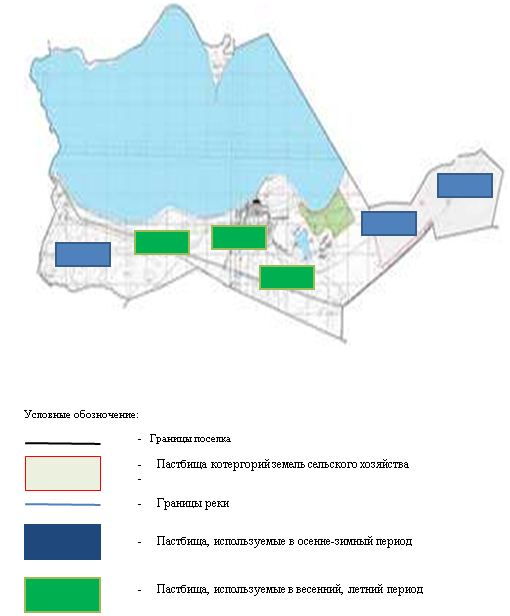 Условные обозночение:
- Границы поселка
- Пастбища котергорий земель сельского хозяйства
-
- Границы реки
- Пастбища, используемые в осенне-зимный период
- Пастбища, используемые в весенний, летний период